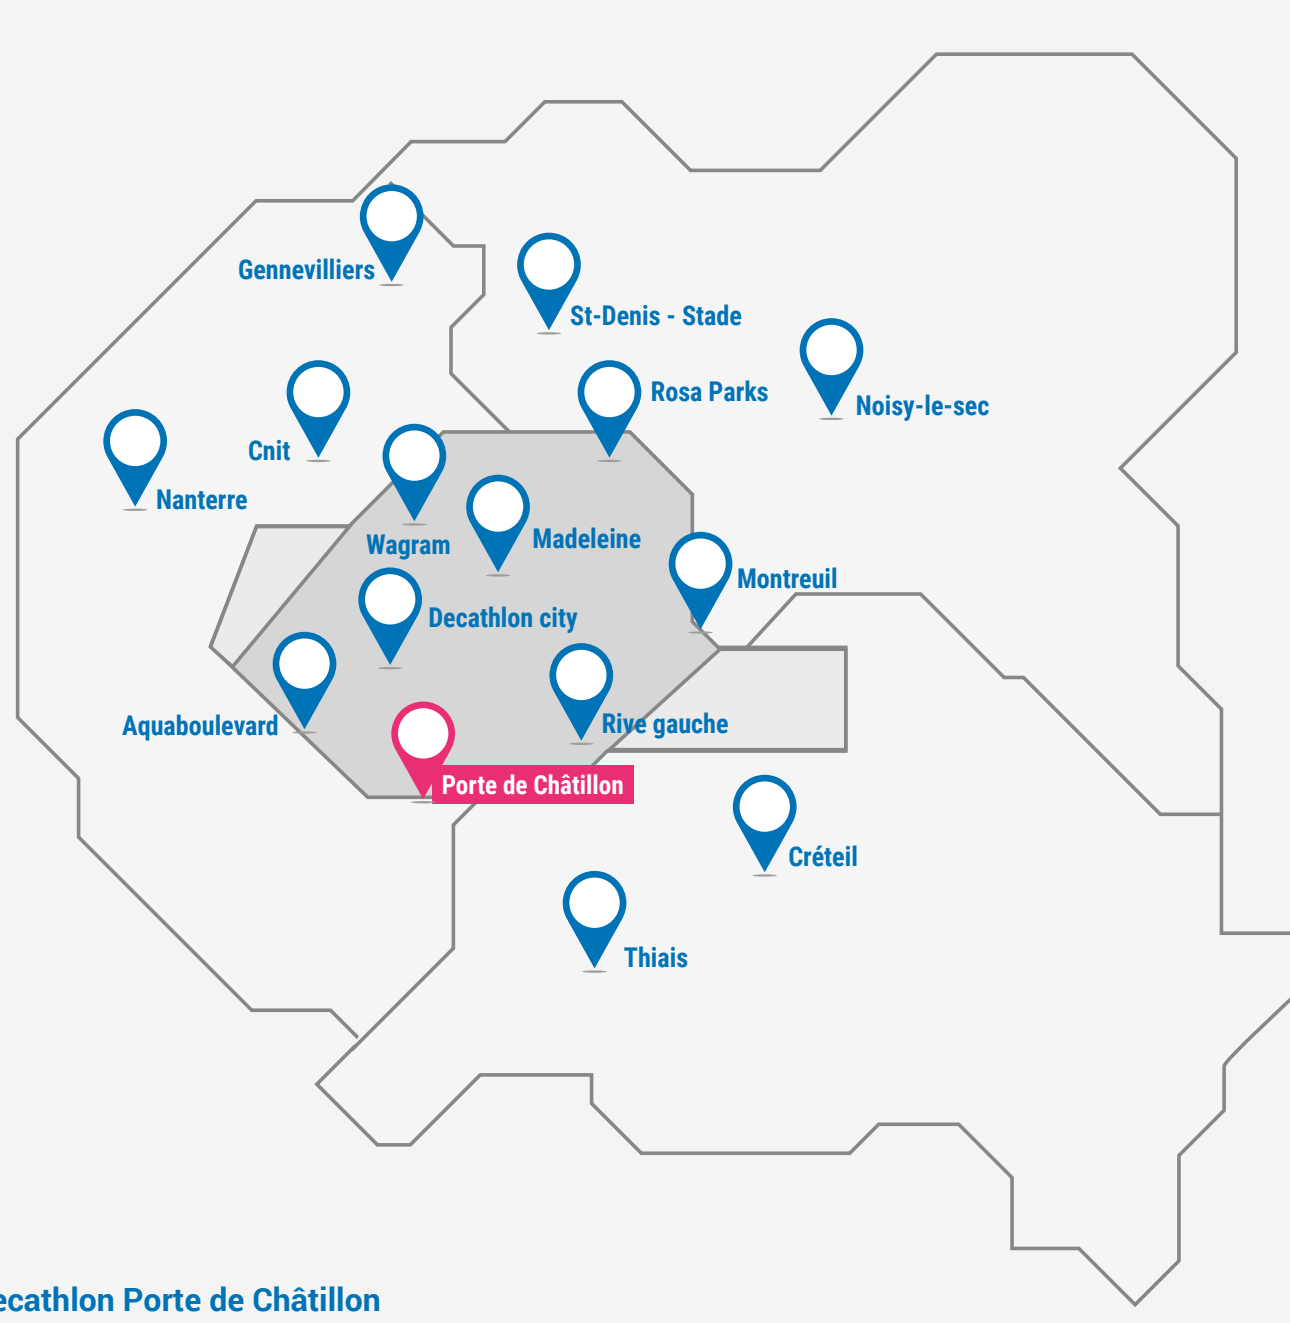 Gennevilliers
St-Denis - Stade
Rosa Parks
Noisy-le-sec
Cnit
Nanterre
Wagram
Madeleine
Montreuil
Decathlon city
Aquaboulevard
Rive gauche
Porte de Châtillon
Créteil
Thiais
ecathlon Porte de Châtillon